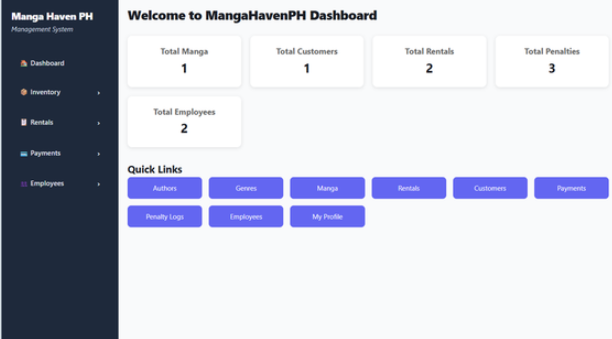 Manga Haven PH
Management System
Dashboard
Inventory
Rentals
Payments
Employees
Welcome to MangaHavenPH Dashboard
Total Manga
1
Total Customers
1
Total Rentals
2
Total Penalties
3
Total Employees
2
Quick Links
Authors
Genres
Manga
Rentals
Customers
Payments
Penalty Logs
Employees
My Profile